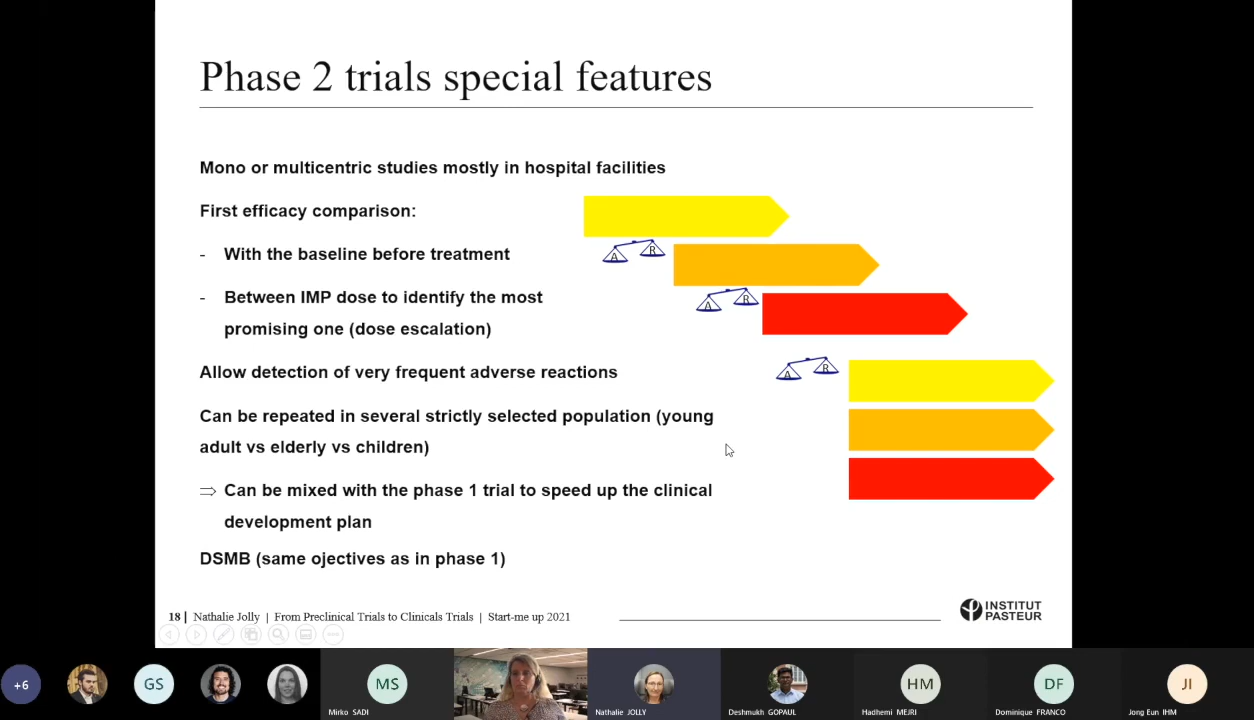 Phase 2 trials special features
Mono or multicentric studies mostly in hospital facilities
First efficacy comparison:
- With the baseline before treatment
- Between IMP dose to identify the most
promising one (dose escalation)
Allow detection of very frequent adverse reactions
Can be repeated in several strictly selected population (young
adult vs elderly vs children)
⇒ Can be mixed with the phase 1 trial to speed up the clinical
development plan
DSMB (same ojectives as in phase 1)
A R
A R
A R
18 | Nathalie Jolly | From Preclinical Trials to Clinicals Trials | Start-me up 2021
INSTITUT
PASTEUR
+6
GS
MS
HM
DF
JI
Mirko SADI
Nathalie JOLLY
Deshmukh GOPAUL
Hadhemi MEJRI
Dominique FRANCO
Jong Eun IHM